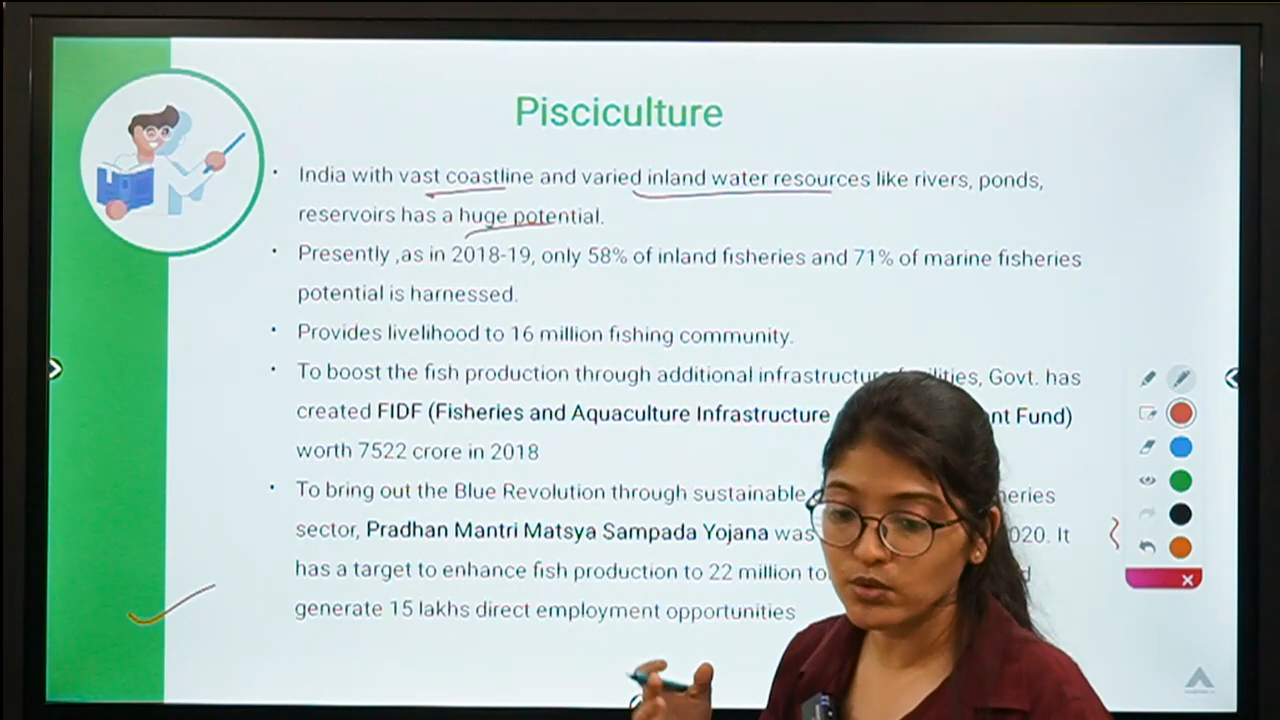 Pisciculture
• India with vast coastline and varied inland water resources like rivers, ponds,
reservoirs has a huge potential.
• Presently ,as in 2018-19, only 58% of inland fisheries and 71% of marine fisheries
potential is harnessed.
• Provides livelihood to 16 million fishing community.
• To boost the fish production through additional infrastructure Govt. has
created FIDF (Fisheries and Aquaculture Infrastructure Fund)
worth 7522 crore in 2018
• To bring out the Blue Revolution through sustainable
sector, Pradhan Mantri Matsya Sampada Yojana was It
has a target to enhance fish production to 22 million
generate 15 lakhs direct employment opportunities